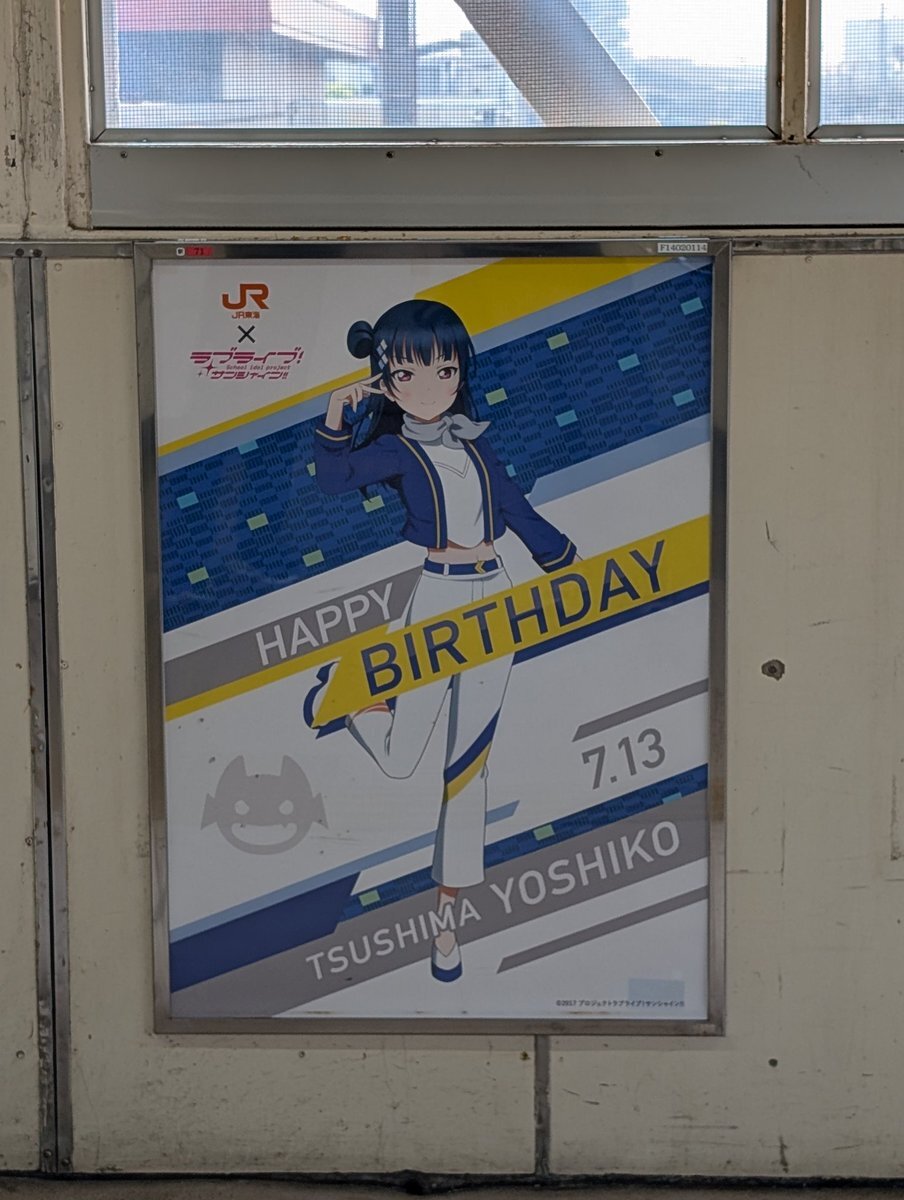 71
F14020114
JR
JR東海
×
ラブライブ!
School idol project
サンシャイン!!
HAPPY
BIRTHDAY
7.13
TSUSHIMA YOSHIKO
©2017 プロジェクトラブライブ!サンシャイン!!